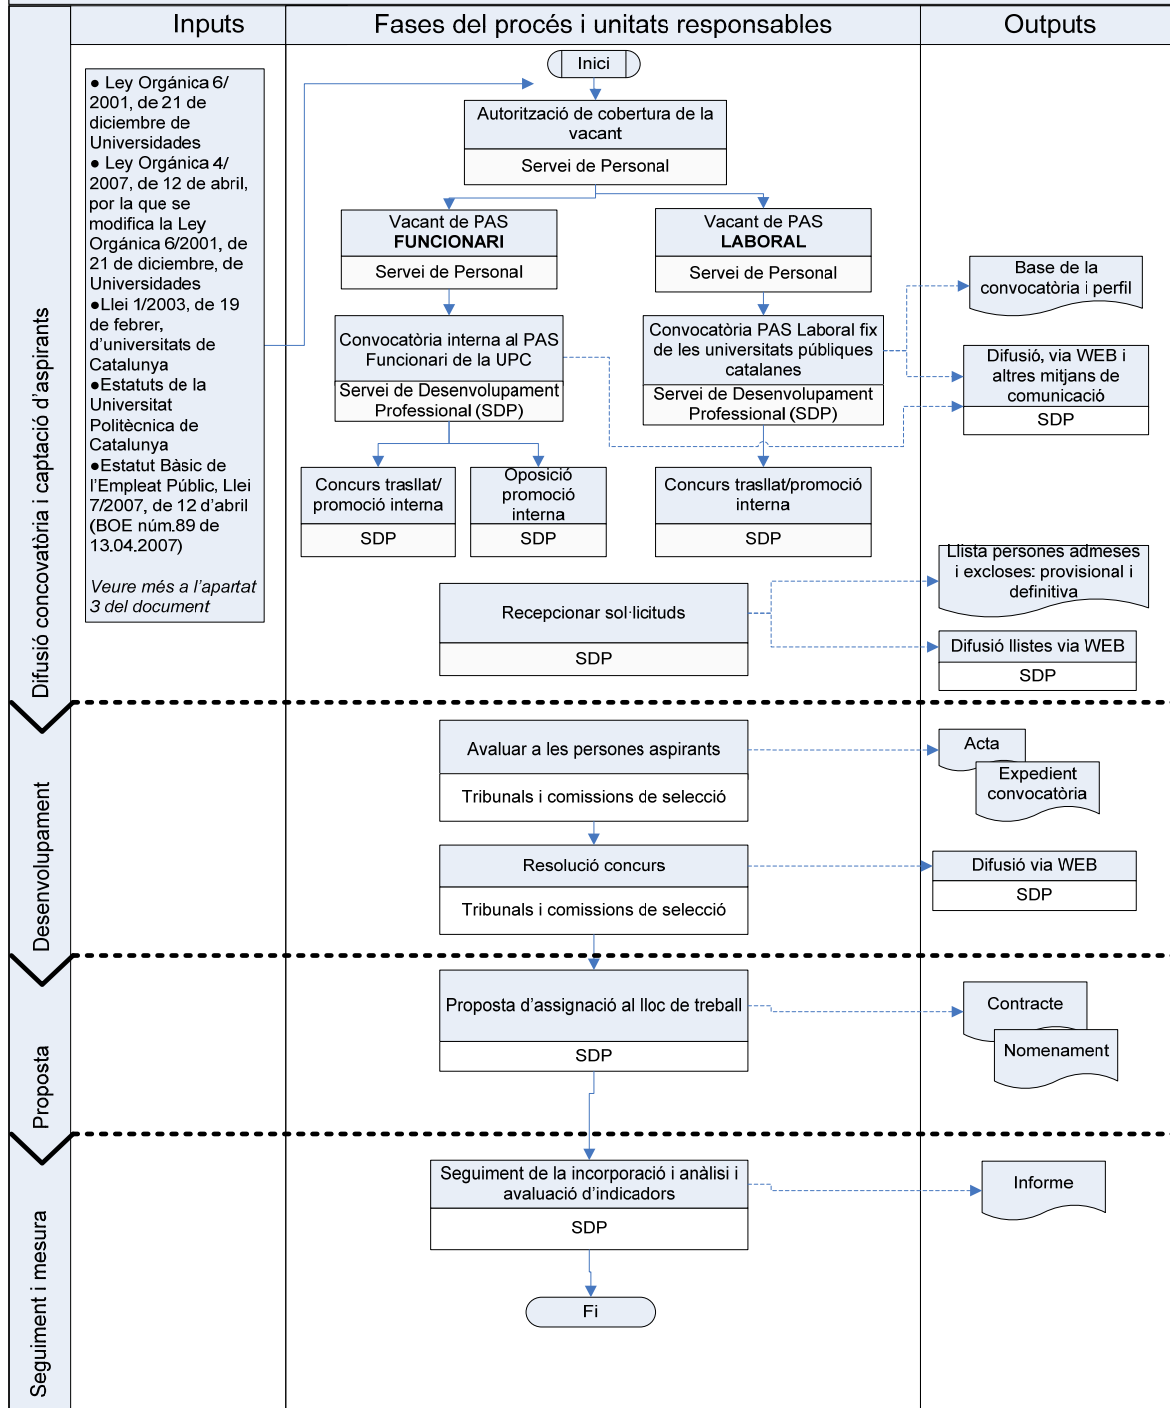 Inputs
Fases del procés i unitats responsables
Outputs
Difusió concovatòria i captació d'aspirants
● Ley Orgánica 6/
2001, de 21 de
diciembre de
Universidades
● Ley Orgánica 4/
2007, de 12 de abril,
por la que se
modifica la Ley
Orgánica 6/2001, de
21 de diciembre, de
Universidades
●Llei 1/2003, de 19
de febrer,
d'universitats de
Catalunya
●Estatuts de la
Universitat
Politècnica de
Catalunya
●Estatut Bàsic de
l'Empleat Públic, Llei
7/2007, de 12 d'abril
(BOE núm.89 de
13.04.2007)
Veure més a l'apartat
3 del document
Inici
Autorització de cobertura de la
vacant
Servei de Personal
Vacant de PAS
FUNCIONARI
Servei de Personal
Vacant de PAS
LABORAL
Servei de Personal
Convocatòria interna al PAS
Funcionari de la UPC
Servei de Desenvolupament
Professional (SDP)
Convocatòria PAS Laboral fix
de les universitats públiques
catalanes
Servei de Desenvolupament
Professional (SDP)
Concurs trasllat/
promoció interna
SDP
Oposició
promoció
interna
SDP
Concurs trasllat/promoció
interna
SDP
Recepcionar sol·licituds
SDP
Base de la
convocatòria i perfil
Difusió, via WEB i
altres mitjans de
comunicació
SDP
Llista persones admeses
i excloses: provisional i
definitiva
Difusió llistes via WEB
SDP
Desenvolupament
Avaluar a les persones aspirants
Tribunals i comissions de selecció
Resolució concurs
Tribunals i comissions de selecció
Acta
Expedient
convocatòria
Difusió via WEB
SDP
Proposta
Proposta d'assignació al lloc de treball
SDP
Contracte
Nomenament
Seguiment i mesura
Seguiment de la incorporació i anàlisi i
avaluació d'indicadors
SDP
Informe
Fi